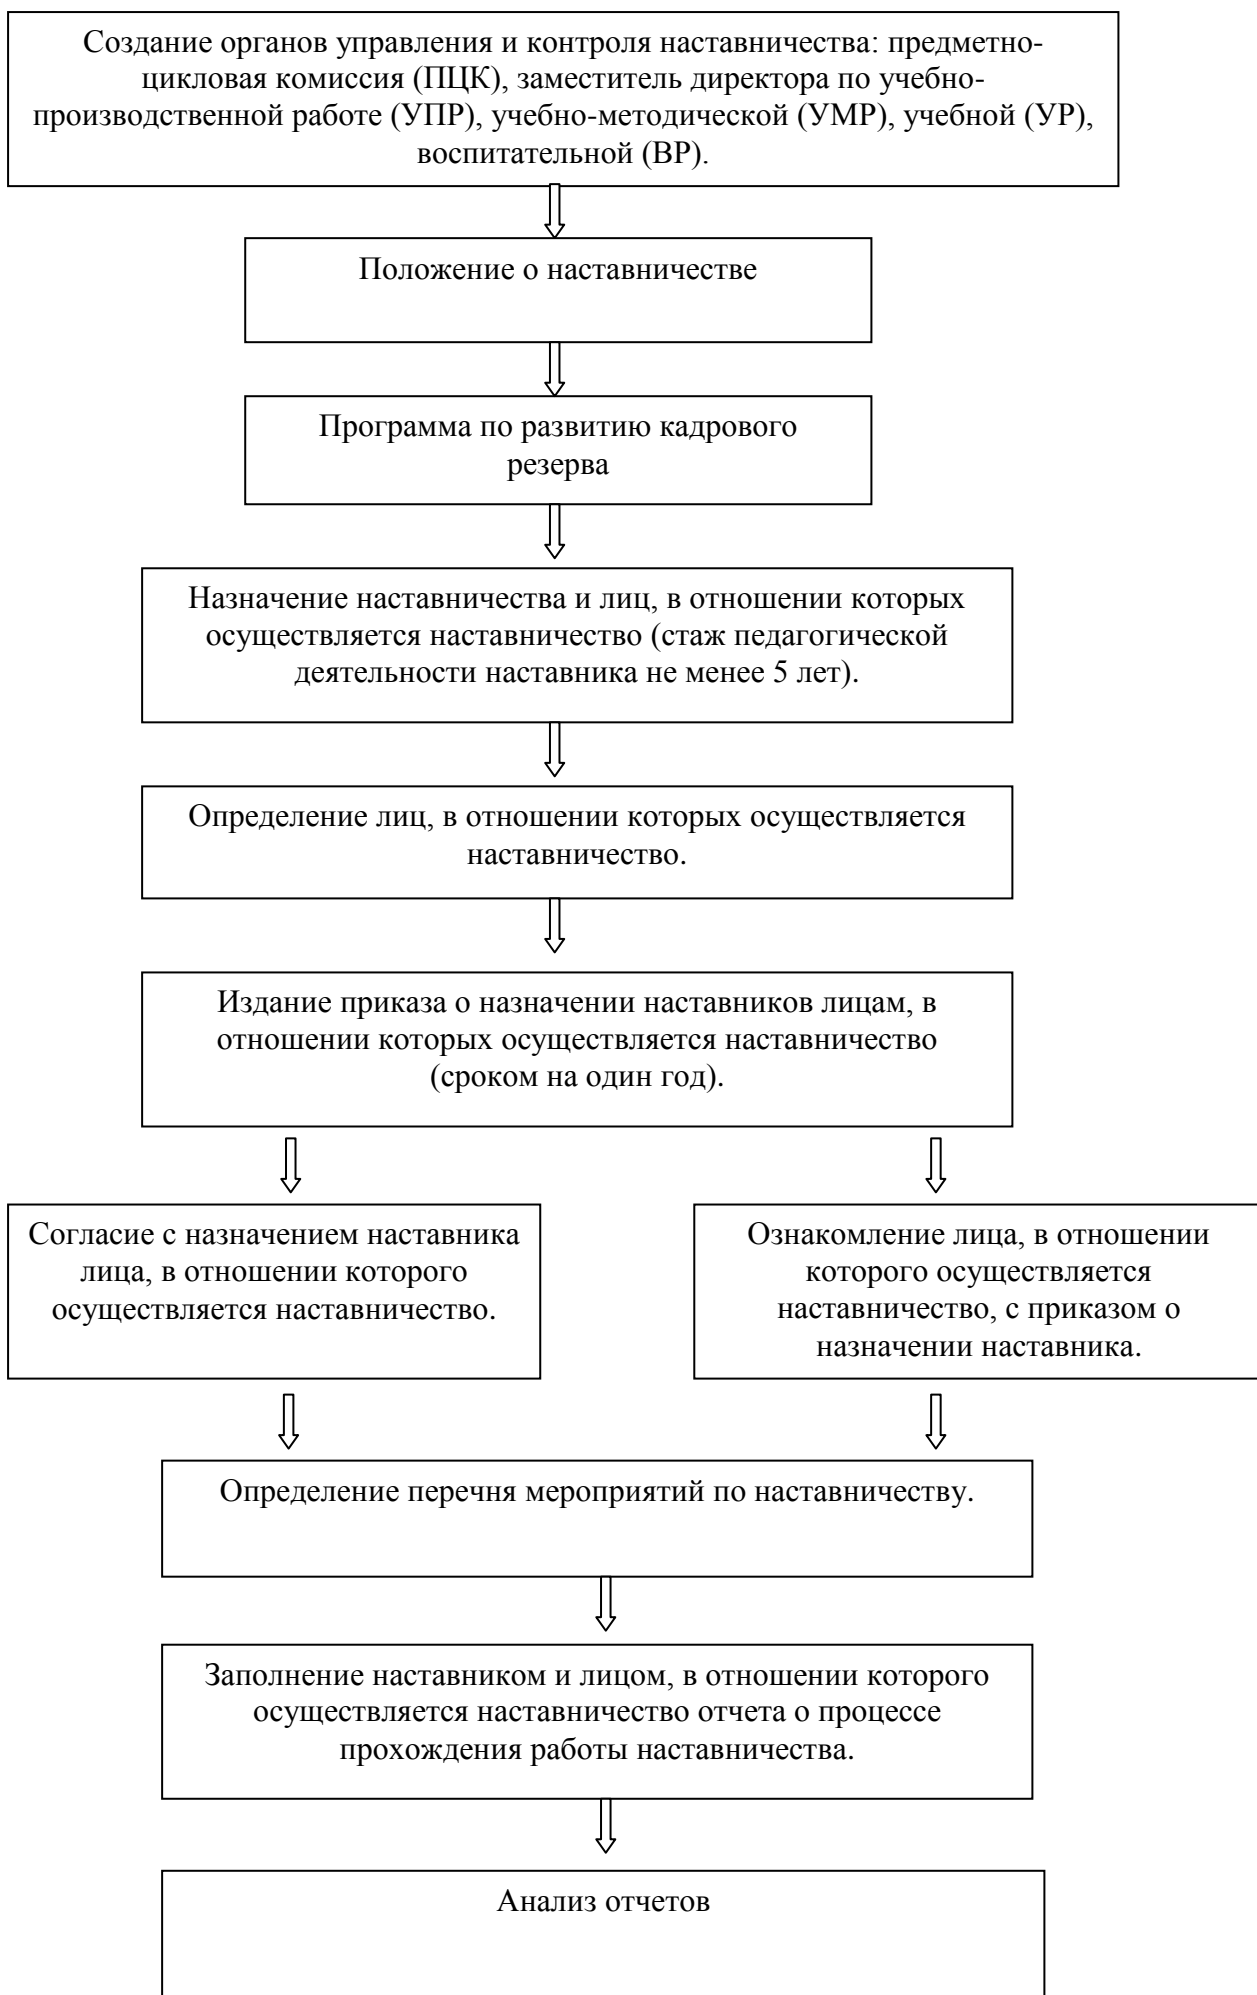 Создание органов управления и контроля наставничества: предметно-
цикловая комиссия (ПЦК), заместитель директора по учебно-
производственной работе (УПР), учебно-методической (УМР), учебной (УР),
воспитательной (ВР).
Положение о наставничестве
Программа по развитию кадрового
резерва
Назначение наставничества и лиц, в отношении которых
осуществляется наставничество (стаж педагогической
деятельности наставника не менее 5 лет).
Определение лиц, в отношении которых осуществляется
наставничество.
Издание приказа о назначении наставников лицам, в
отношении которых осуществляется наставничество
(сроком на один год).
Согласие с назначением наставника
лица, в отношении которого
осуществляется наставничество.
Ознакомление лица, в отношении
которого осуществляется
наставничество, с приказом о
назначении наставника.
Определение перечня мероприятий по наставничеству.
Заполнение наставником и лицом, в отношении которого
осуществляется наставничество отчета о процессе
прохождения работы наставничества.
Анализ отчетов